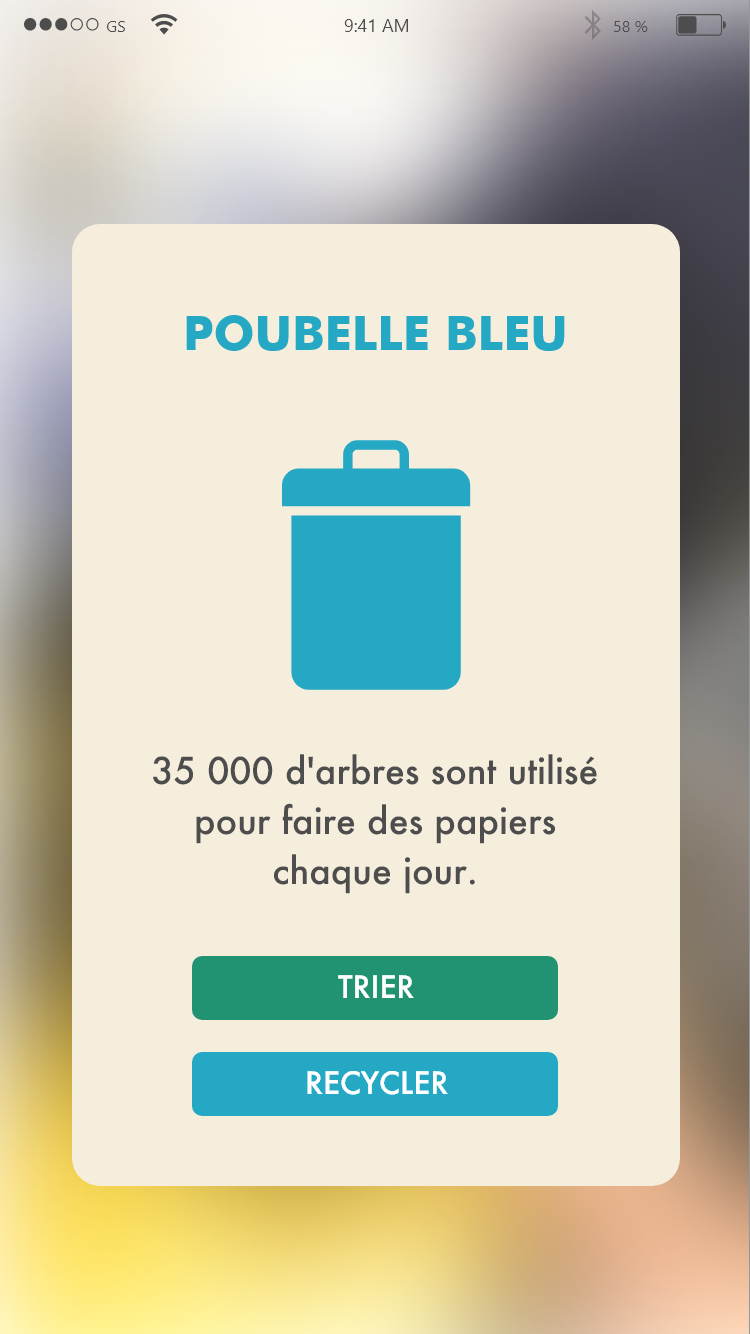 GS 9:41 AM 58 %
POUBELLE BLEU
35 000 d'arbres sont utilisé
pour faire des papiers
chaque jour.
TRIER
RECYCLER